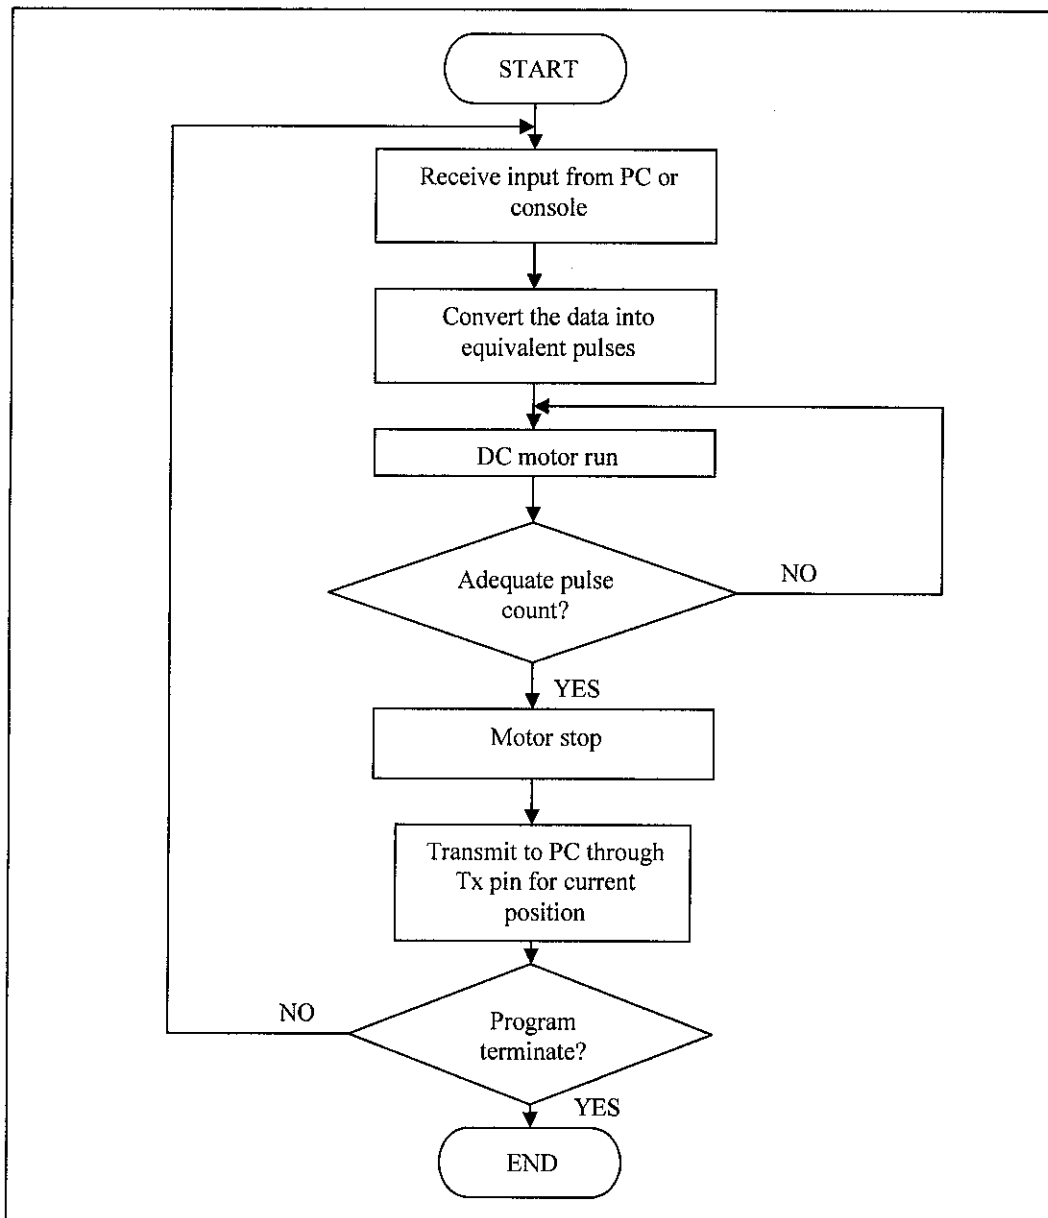 START
Receive input from PC or
console
Convert the data into
equivalent pulses
DC motor run
Adequate pulse
count?
NO
YES
Motor stop
Transmit to PC through
Tx pin for current
position
NO
Program
terminate?
YES
END